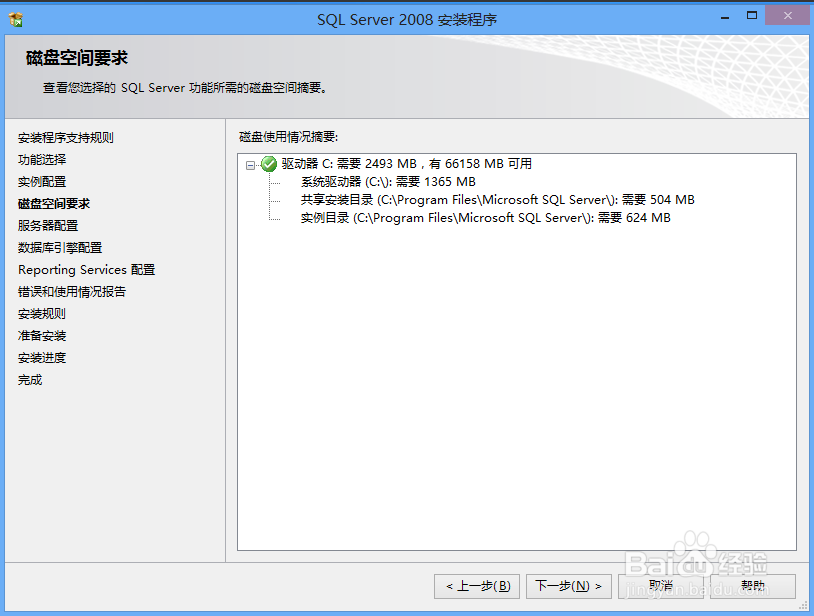 SQL Server 2008 安装程序
磁盘空间要求
查看您选择的 SQL Server 功能所需的磁盘空间摘要。
安装程序支持规则
功能选择
实例配置
磁盘空间要求
服务器配置
数据库引擎配置
Reporting Services 配置
错误和使用情况报告
安装规则
准备安装
安装进度
完成
磁盘使用情况摘要:
驱动器 C: 需要 2493 MB，有 66158 MB 可用
系统驱动器 (C:\): 需要 1365 MB
共享安装目录 (C:\Program Files\Microsoft SQL Server\): 需要 504 MB
实例目录 (C:\Program Files\Microsoft SQL Server\): 需要 624 MB
< 上一步(B)
下一步(N) >
取消
帮助
Baidu 经验
jingyan.baidu.com